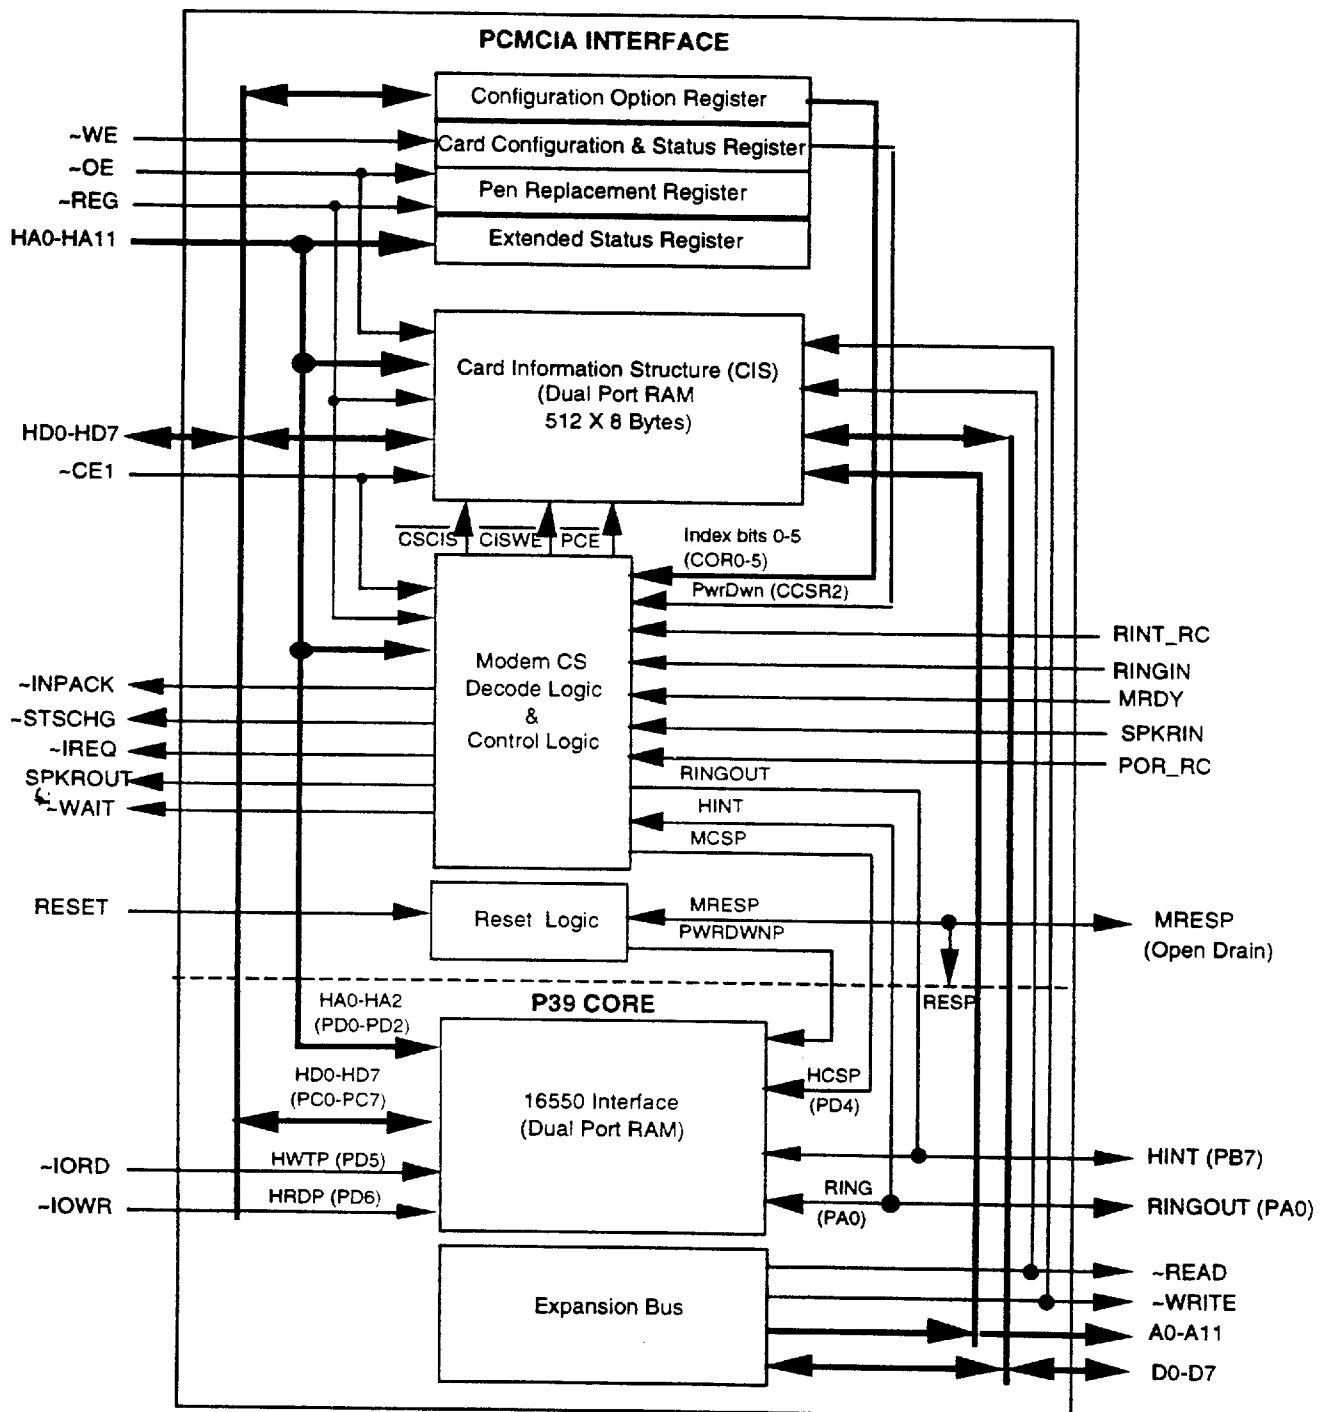 PCMCIA INTERFACE
Configuration Option Register
Card Configuration & Status Register
Pen Replacement Register
Extended Status Register
~WE
~OE
~REG
HA0-HA11
Card Information Structure (CIS)
(Dual Port RAM
512 X 8 Bytes)
HD0-HD7
~CE1
CSCIS
CISWE
PCE
Index bits 0-5
(COR0-5)
PwrDwn (CCSR2)
Modem CS
Decode Logic
&
Control Logic
RINT_RC
RINGIN
MRDY
SPKRIN
POR_RC
~INPACK
~STSCHG
~IREQ
SPKROUT
~WAIT
RINGOUT
HINT
MCSP
RESET
Reset Logic
MRESP
PWRDWNP
MRESP
(Open Drain)
RESP
P39 CORE
HA0-HA2
(PD0-PD2)
HD0-HD7
(PC0-PC7)
16550 Interface
(Dual Port RAM)
HCSP
(PD4)
~IORD
HWTP (PD5)
~IOWR
HRDP (PD6)
RING
(PA0)
HINT (PB7)
RINGOUT (PA0)
Expansion Bus
~READ
~WRITE
A0-A11
D0-D7